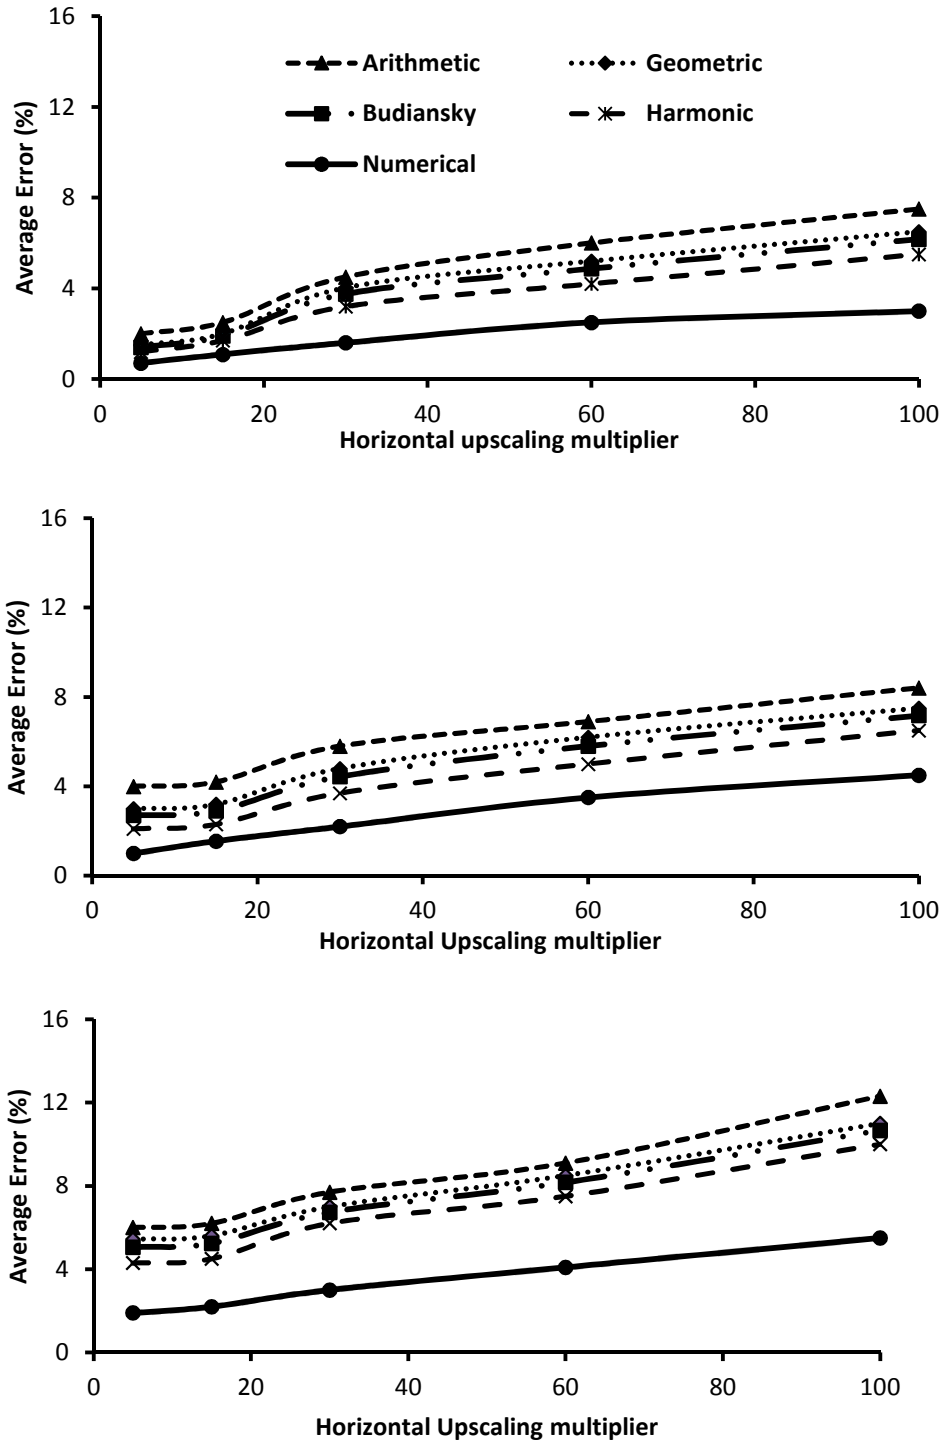 16
Arithmetic Geometric
12
Budiansky Harmonic
Numerical
Average Error (%)
8
4
0
0 20 40 60 80 100
Horizontal upscaling multiplier
16
12
Average Error (%)
8
4
0
0 20 40 60 80 100
Horizontal Upscaling multiplier
16
12
Average Error (%)
8
4
0
0 20 40 60 80 100
Horizontal Upscaling multiplier